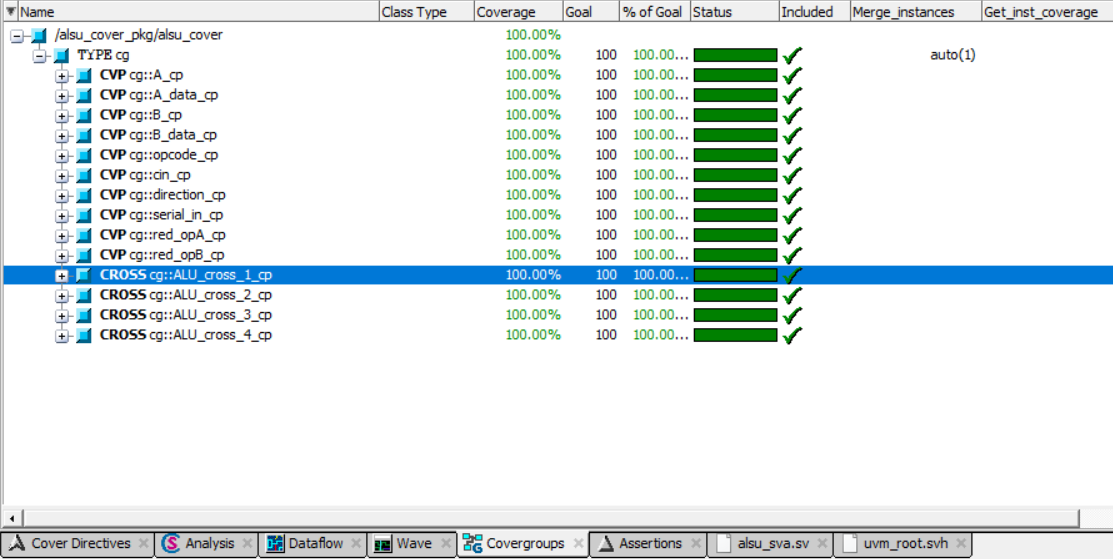 Name Class Type Coverage Goal % of Goal Status Included Merge_instances Get_inst_coverage
/alsu_cover_pkg/alsu_cover 100.00%
TYPE cg 100.00% 100 100.00... auto(1)
CVP cg::A_cp 100.00% 100 100.00...
CVP cg::A_data_cp 100.00% 100 100.00...
CVP cg::B_cp 100.00% 100 100.00...
CVP cg::B_data_cp 100.00% 100 100.00...
CVP cg::opcode_cp 100.00% 100 100.00...
CVP cg::cin_cp 100.00% 100 100.00...
CVP cg::direction_cp 100.00% 100 100.00...
CVP cg::serial_in_cp 100.00% 100 100.00...
CVP cg::red_opA_cp 100.00% 100 100.00...
CVP cg::red_opB_cp 100.00% 100 100.00...
CROSS cg::ALU_cross_1_cp 100.00% 100 100.00...
CROSS cg::ALU_cross_2_cp 100.00% 100 100.00...
CROSS cg::ALU_cross_3_cp 100.00% 100 100.00...
CROSS cg::ALU_cross_4_cp 100.00% 100 100.00...
Cover Directives Analysis Dataflow Wave Covergroups Assertions alsu_sva.sv uvm_root.svh